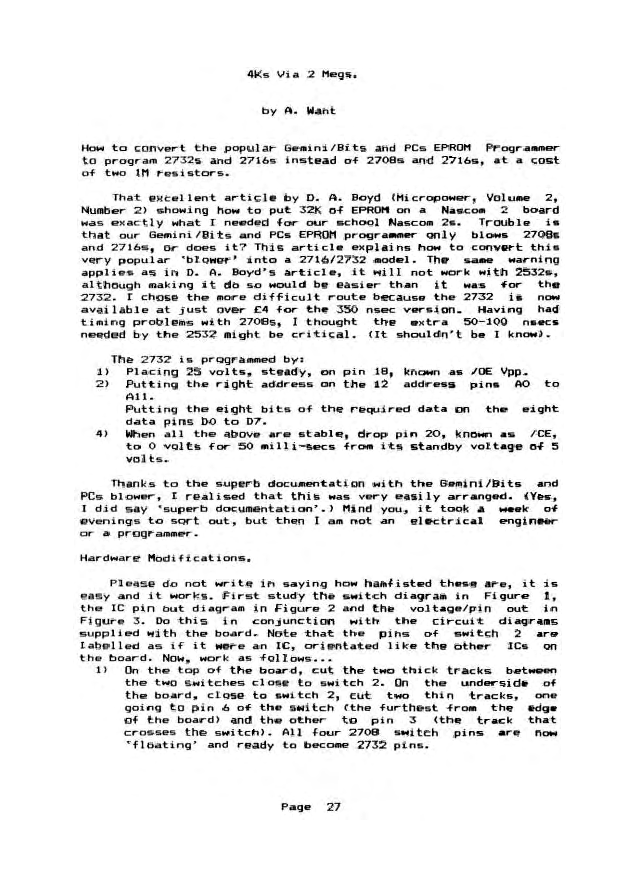 4Ks Via 2 Megs.
by A. Want
How to convert the popular Gemini/Bits and PCs EPROM Programmer
to program 2732s and 2716s instead of 2708s and 2716s, at a cost
of two 1M resistors.
That excellent article by D. A. Boyd (Micropower, Volume 2,
Number 2) showing how to put 32K of EPROM on a Nascom 2 board
was exactly what I needed for our school Nascom 2s. Trouble is
that our Gemini/Bits and PCs EPROM programmer only blows 2708s
and 2716s, or does it? This article explains how to convert this
very popular 'blower' into a 2716/2732 model. The same warning
applies as in D. A. Boyd's article, it will not work with 2532s,
although making it do so would be easier than it was for the
2732. I chose the more difficult route because the 2732 is now
available at just over £4 for the 350 nsec version. Having had
timing problems with 2708s, I thought the extra 50-100 nsecs
needed by the 2532 might be critical. (It shouldn't be I know).
The 2732 is programmed by:
1) Placing 25 volts, steady, on pin 18, known as /OE Vpp.
2) Putting the right address on the 12 address pins A0 to
A11.
Putting the eight bits of the required data on the eight
data pins D0 to D7.
4) When all the above are stable, drop pin 20, known as /CE,
to 0 volts for 50 milli-secs from its standby voltage of 5
volts.
Thanks to the superb documentation with the Gemini/Bits and
PCs blower, I realised that this was very easily arranged. (Yes,
I did say 'superb documentation'.) Mind you, it took a week of
evenings to sort out, but then I am not an electrical engineer
or a programmer.
Hardware Modifications.
Please do not write in saying how hamfisted these are, it is
easy and it works. First study the switch diagram in Figure 1,
the IC pin out diagram in Figure 2 and the voltage/pin out in
Figure 3. Do this in conjunction with the circuit diagrams
supplied with the board. Note that the pins of switch 2 are
labelled as if it were an IC, orientated like the other ICs on
the board. Now, work as follows...
1) On the top of the board, cut the two thick tracks between
the two switches close to switch 2. On the underside of
the board, close to switch 2, cut two thin tracks, one
going to pin 6 of the switch (the furthest from the edge
of the board) and the other to pin 3 (the track that
crosses the switch). All four 2708 switch pins are now
'floating' and ready to become 2732 pins.
Page 27